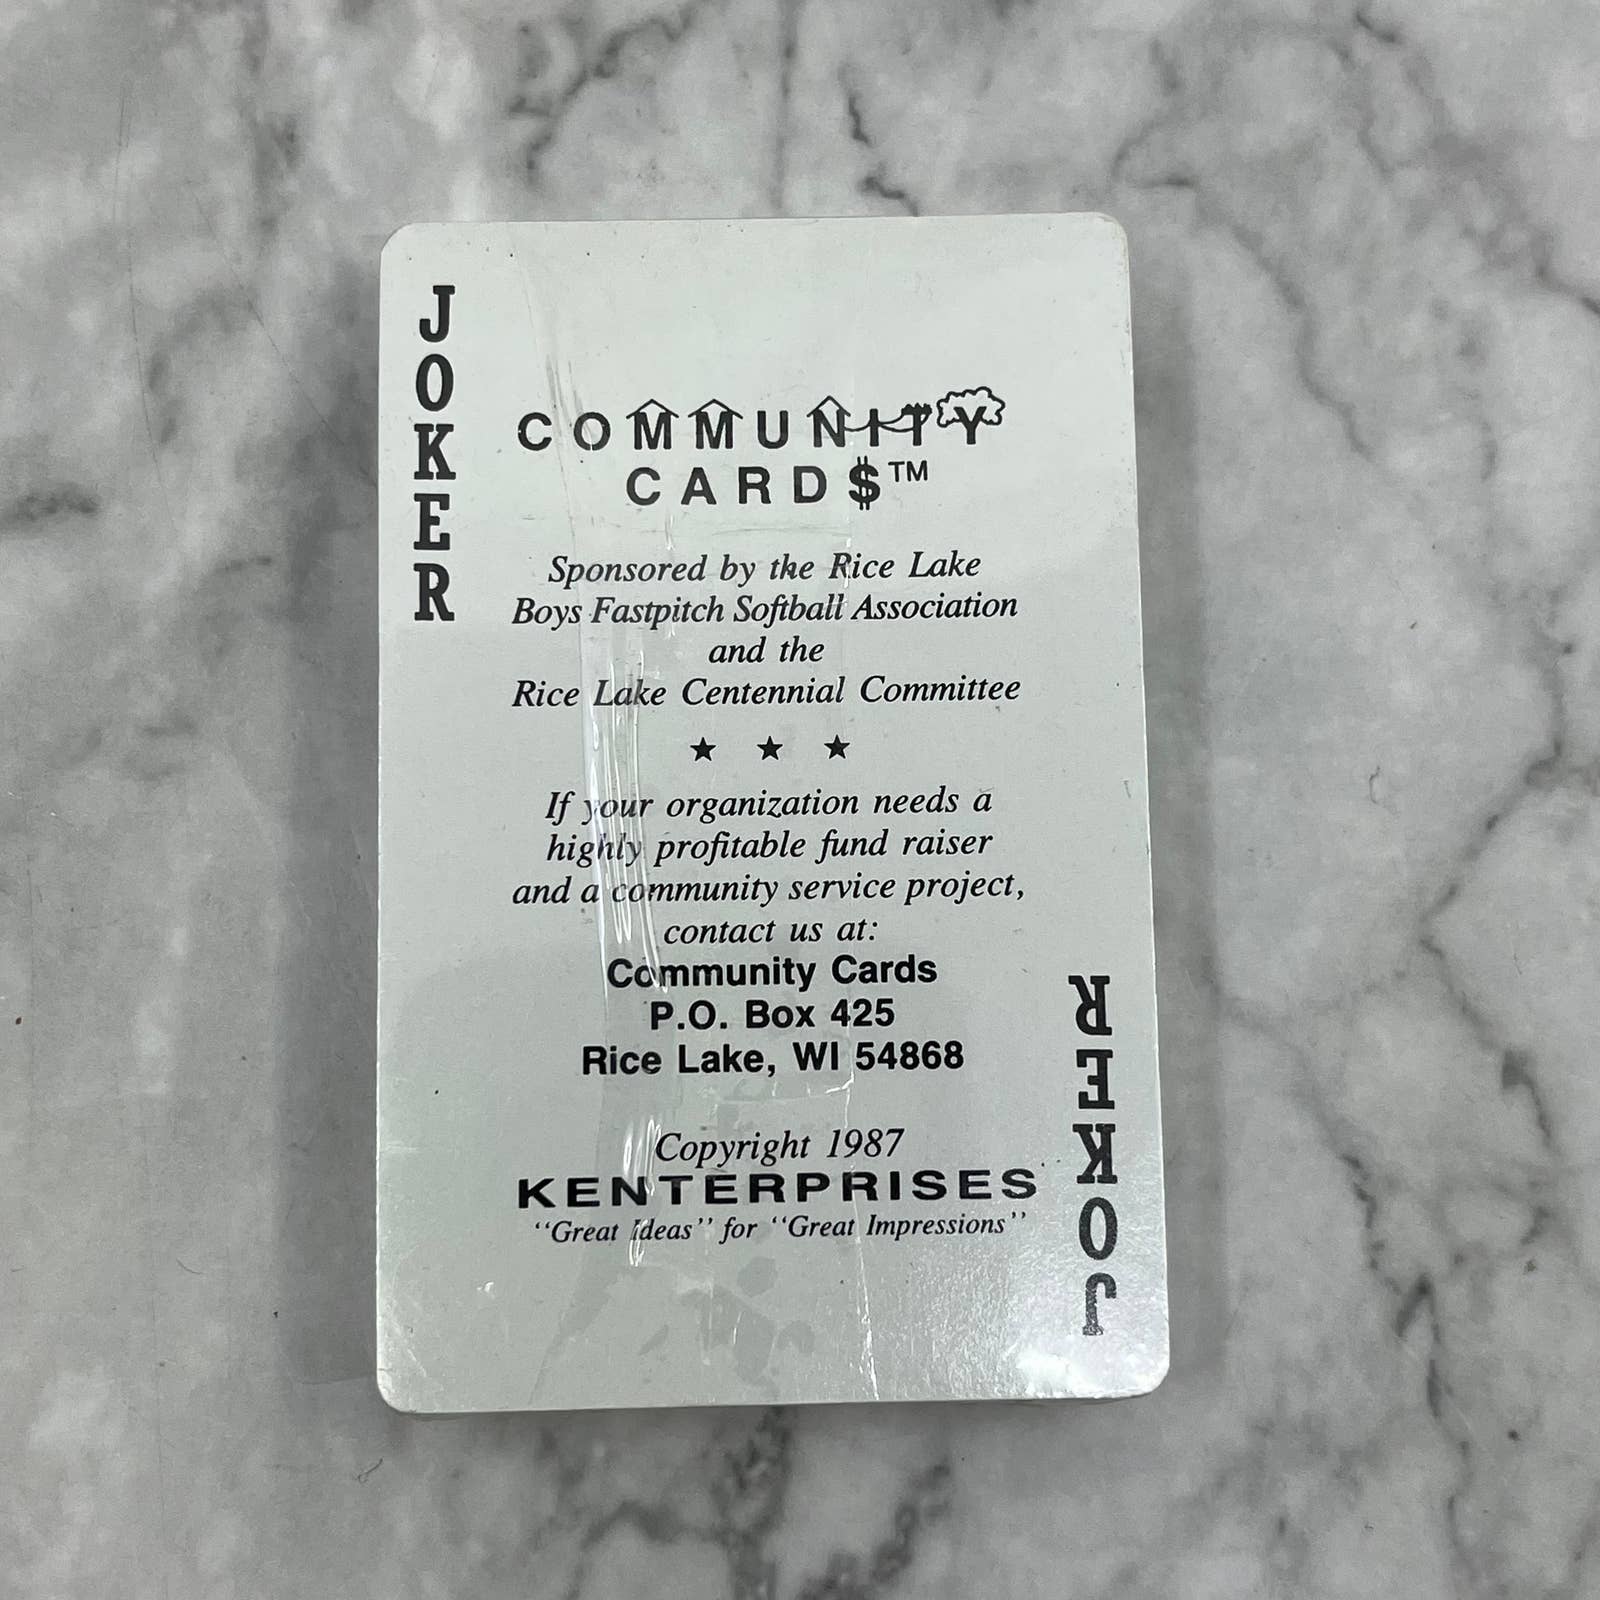 JOKER
COMMUNITY
CARD$™
Sponsored by the Rice Lake
Boys Fastpitch Softball Association
and the
Rice Lake Centennial Committee
★ ★ ★
If your organization needs a
highly profitable fund raiser
and a community service project,
contact us at:
Community Cards
P.O. Box 425
Rice Lake, WI 54868
Copyright 1987
KENTERPRISES
‘‘Great Ideas’’ for ‘‘Great Impressions’’
JOKER